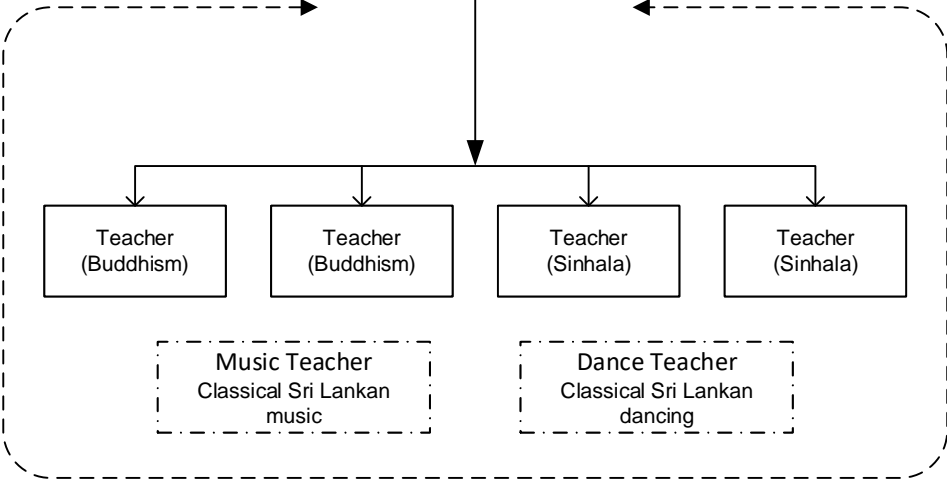 Teacher
(Buddhism)
Teacher
(Buddhism)
Teacher
(Sinhala)
Teacher
(Sinhala)
Music Teacher
Classical Sri Lankan
music
Dance Teacher
Classical Sri Lankan
dancing